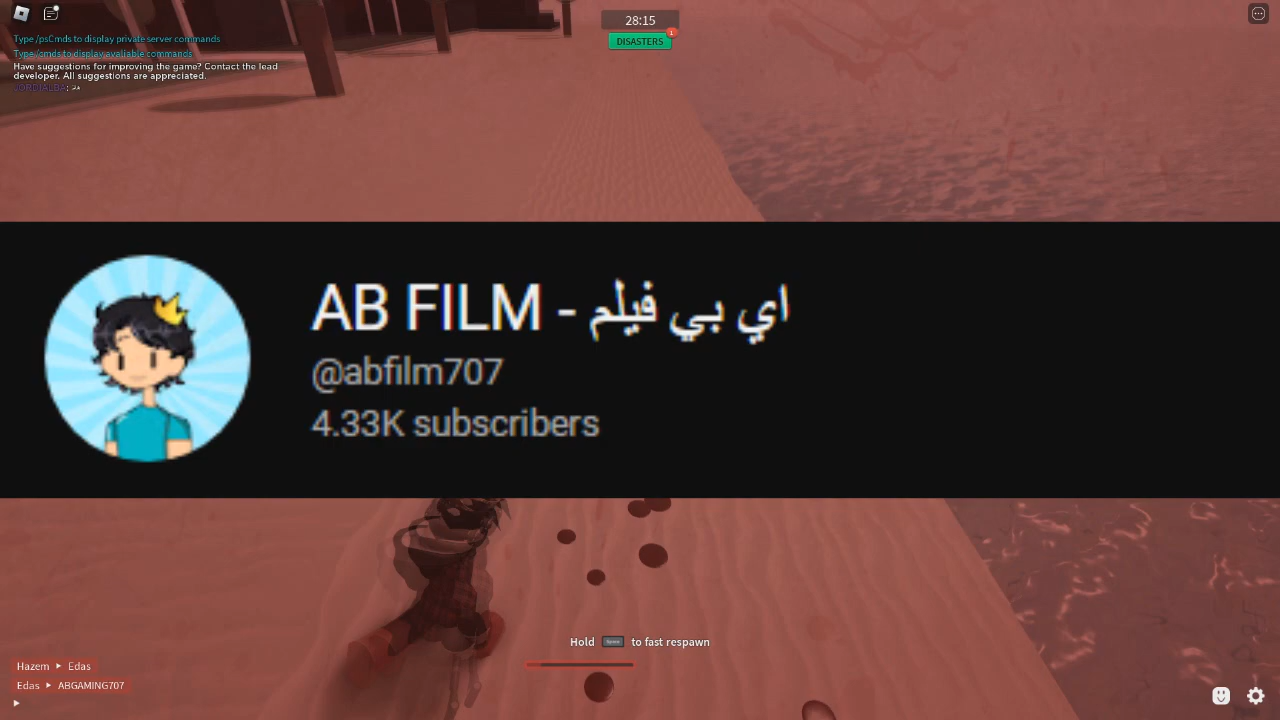 28:15
DISASTERS
1
Type /psCmds to display private server commands
Type /cmds to display available commands
Have suggestions for improving the game? Contact the lead
developer. All suggestions are appreciated.
AB FILM - اي بي فيلم
@abfilm707
4.33K subscribers
Hold Space to fast respawn
Hazem ▸ Edas
Edas ▸ ABGAMING707